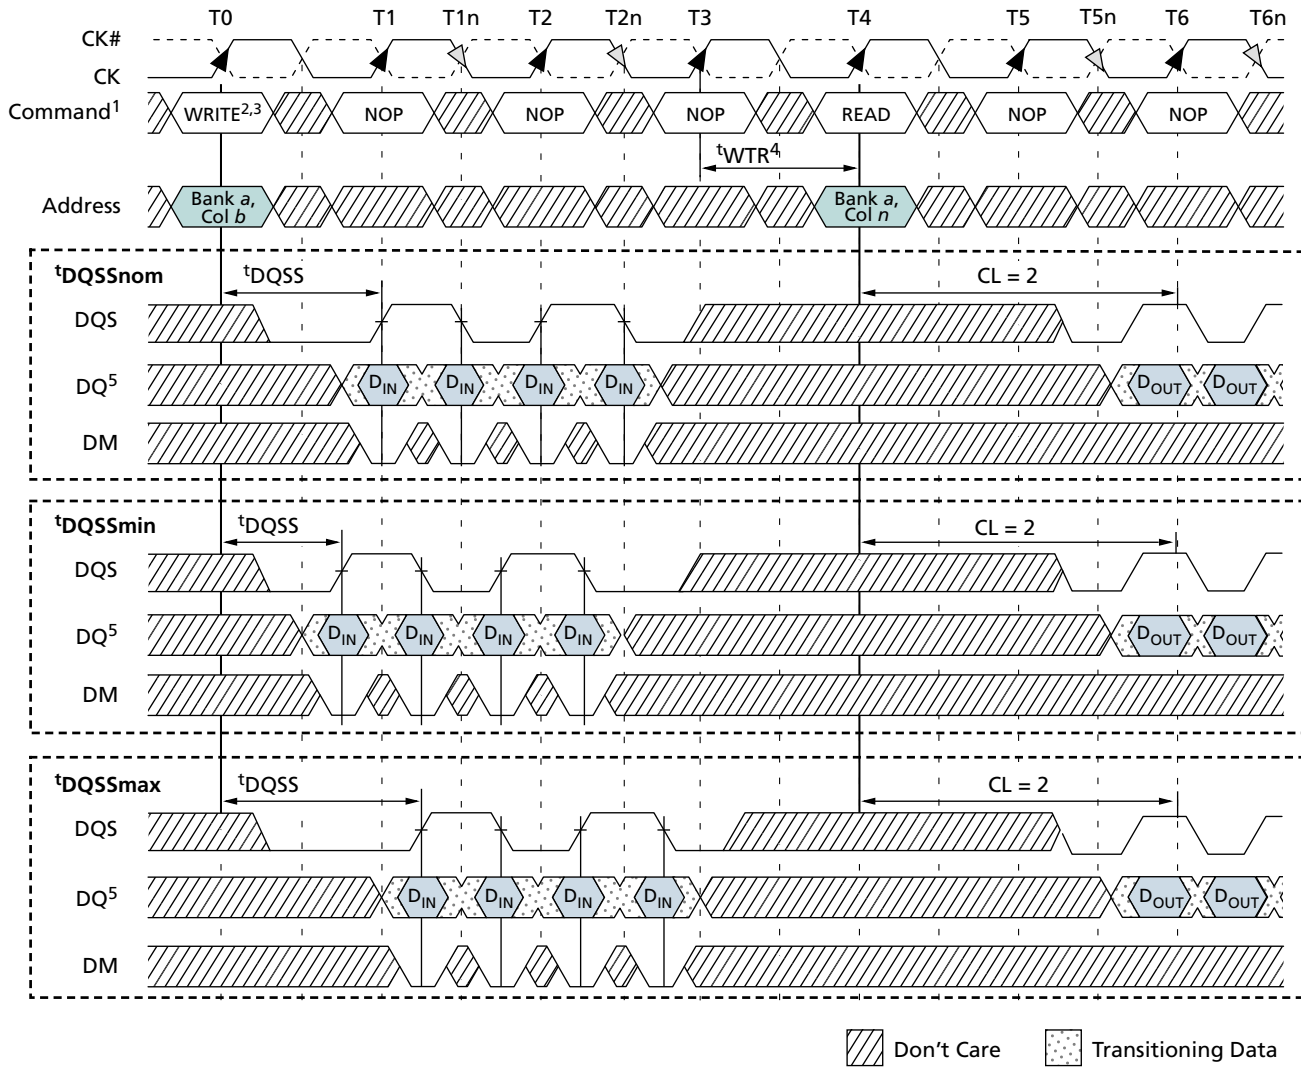 T0 T1 T1n T2 T2n T3 T4 T5 T5n T6 T6n
CK#
CK
Command1 WRITE2,3 NOP NOP NOP READ NOP NOP
tWTR4
Address Bank a, Col b Bank a, Col n
tDQSSnom tDQSS CL = 2
DQS
DQ5 DIN DIN DIN DIN DOUT DOUT
DM
tDQSSmin tDQSS CL = 2
DQS
DQ5 DIN DIN DIN DIN DOUT DOUT
DM
tDQSSmax tDQSS CL = 2
DQS
DQ5 DIN DIN DIN DIN DOUT DOUT
DM
Don't Care Transitioning Data